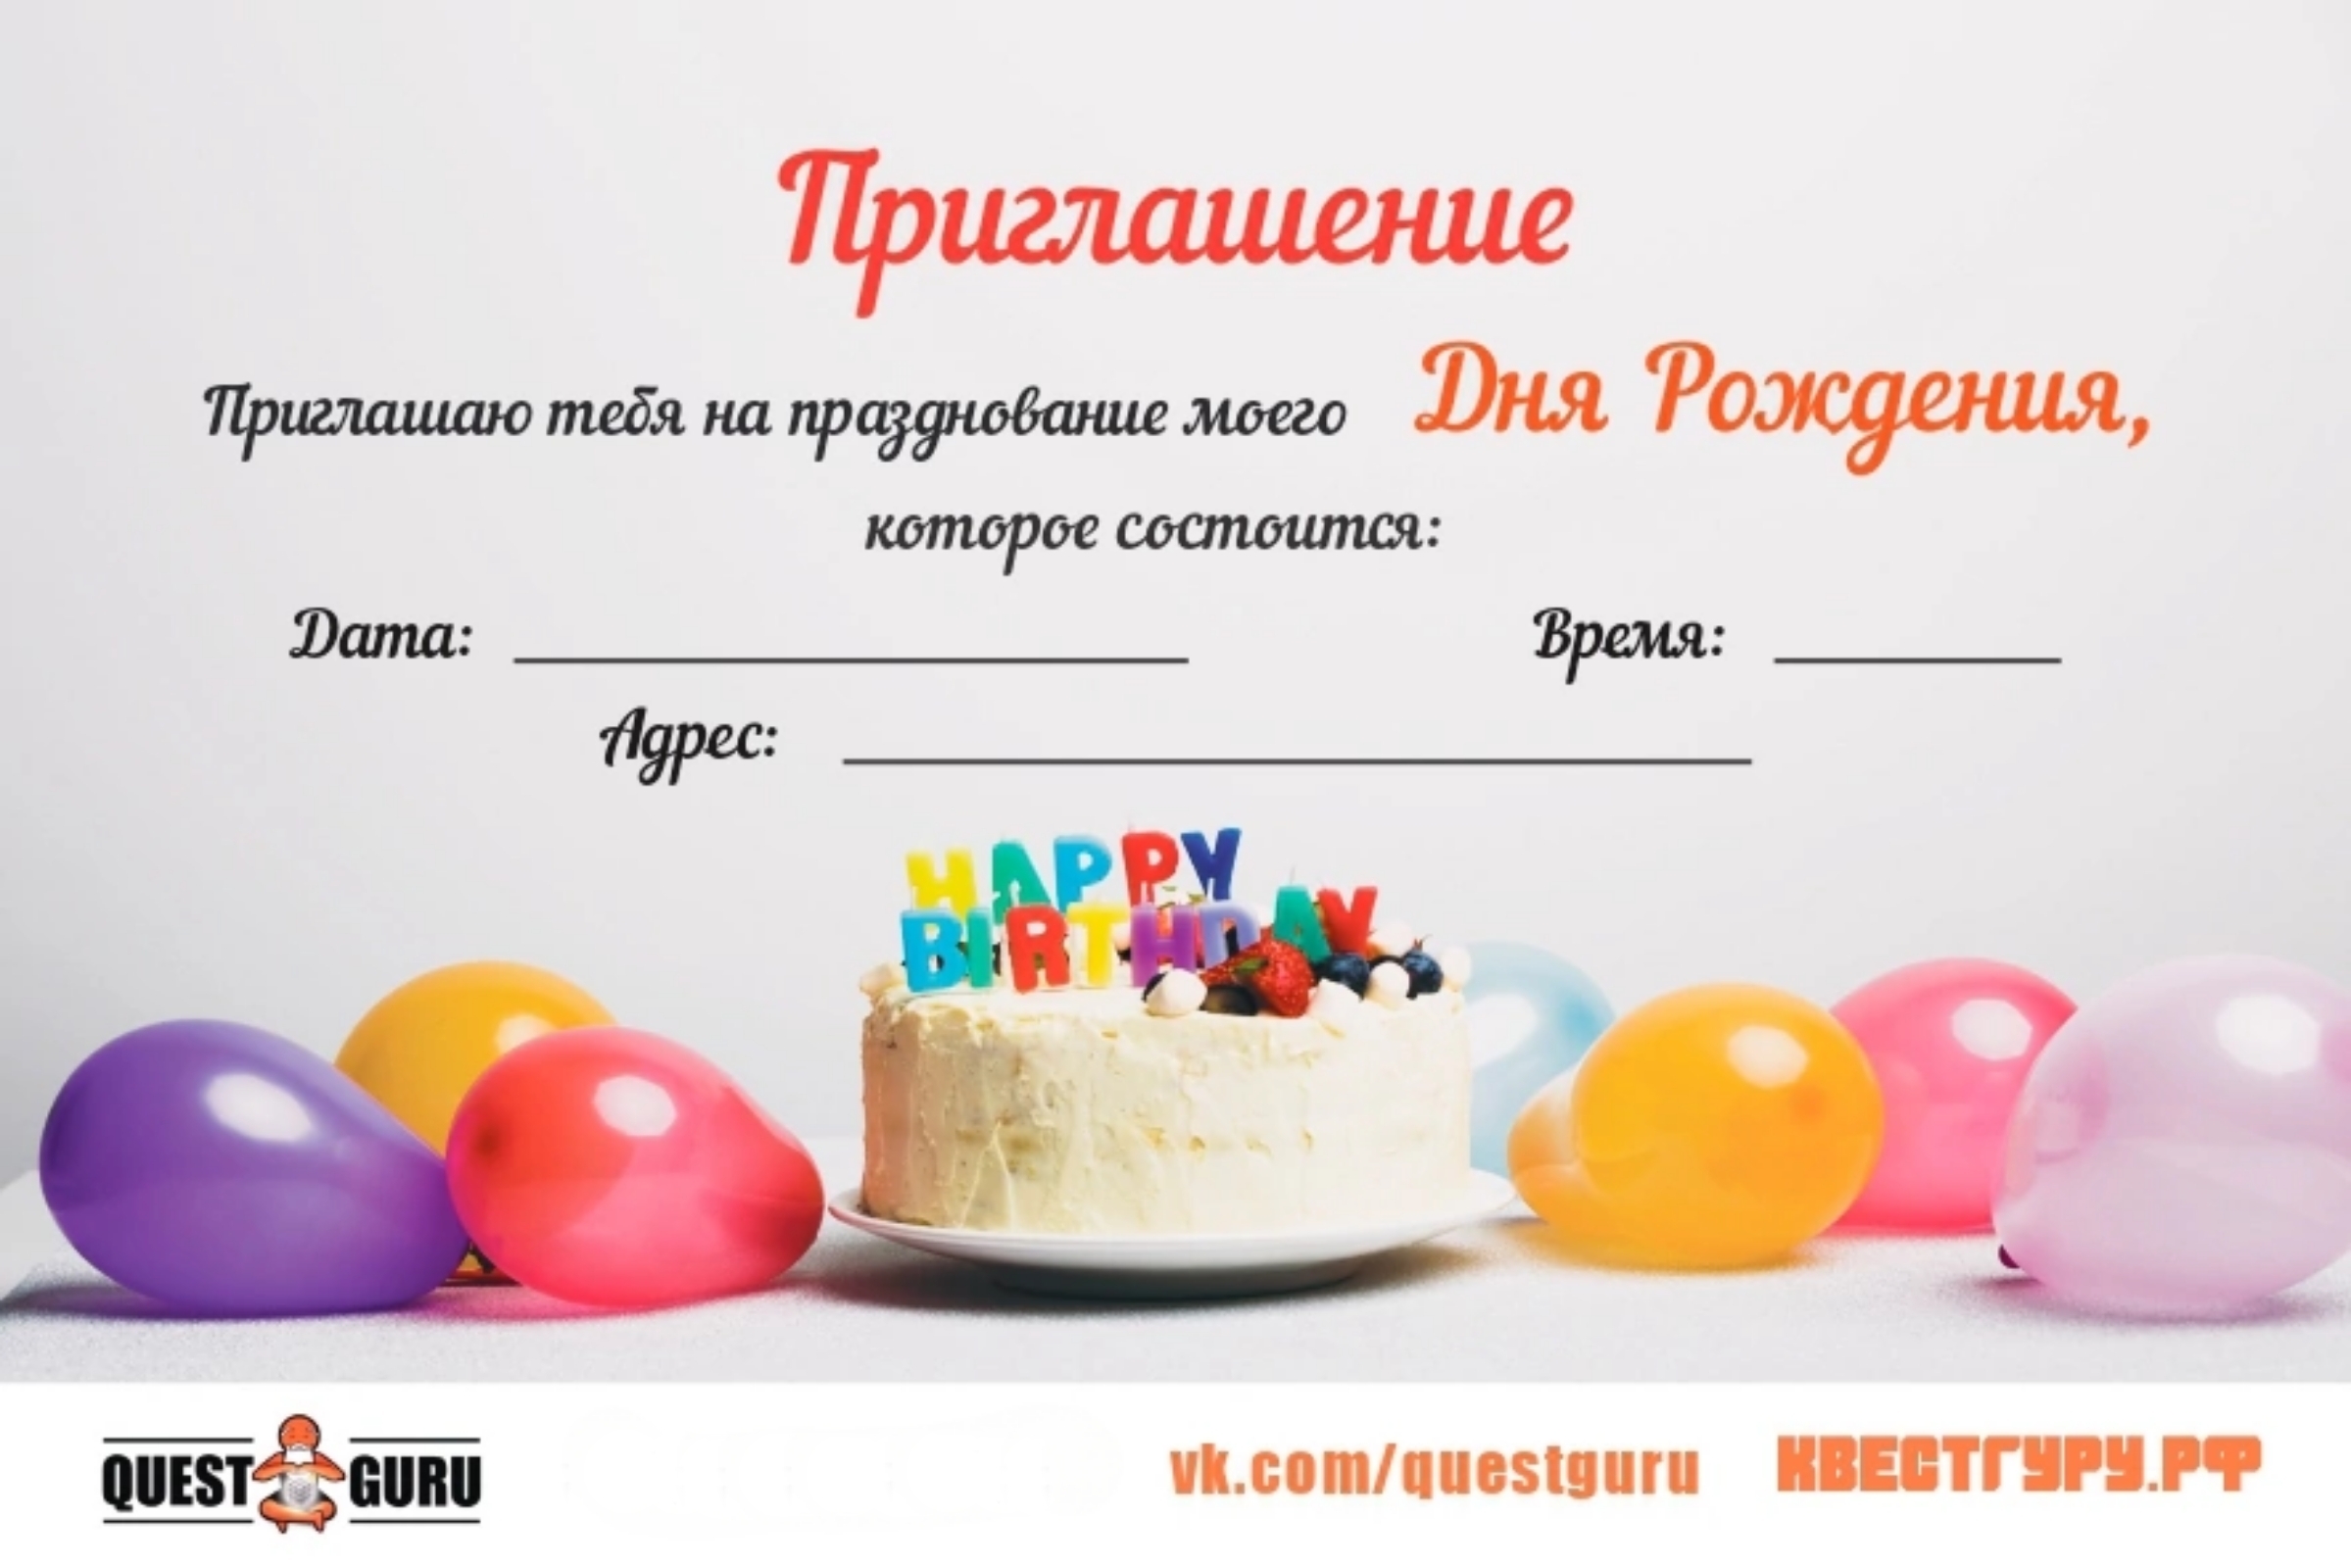 Приглашение
Приглашаю тебя на празднование моего Дня Рождения,
которое состоится:
Дата: Время:
Адрес:
HAPPY
BIRTHDAY
QUEST GURU vk.com/questguru КВЕСТГУРУ.РФ